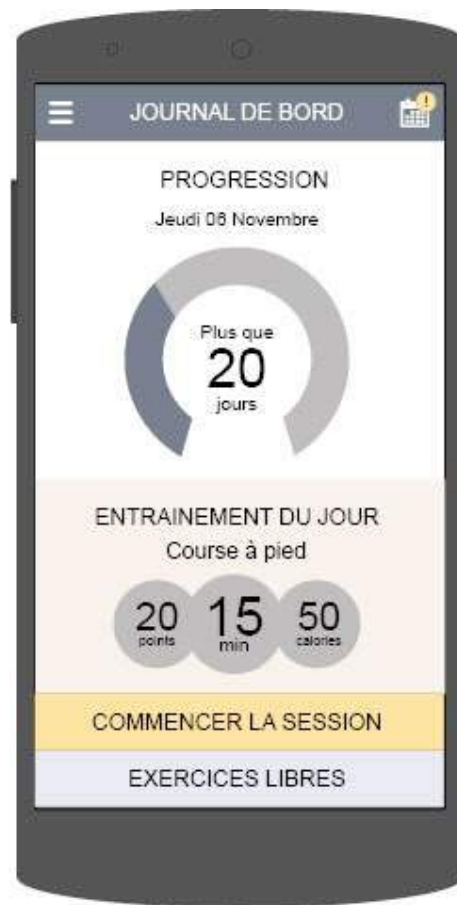 JOURNAL DE BORD
!
PROGRESSION
Jeudi 06 Novembre
Plus que
20
jours
ENTRAINEMENT DU JOUR
Course à pied
20 15 50
points min calories
COMMENCER LA SESSION
EXERCICES LIBRES